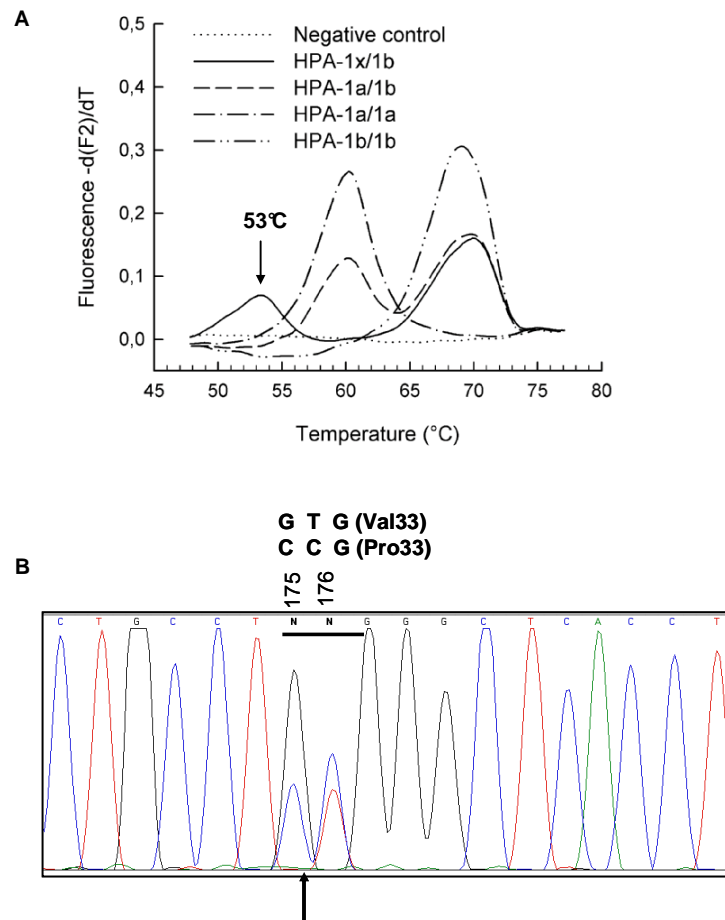 A
Fluorescence -d(F2)/dT
0,5
0,4
0,3
0,2
0,1
0,0
Negative control
HPA-1x/1b
HPA-1a/1b
HPA-1a/1a
HPA-1b/1b
53°C
45 50 55 60 65 70 75 80
Temperature (°C)
G T G (Val33)
C C G (Pro33)
B
175 176
C T G C C T N N G G G C T C A C C T